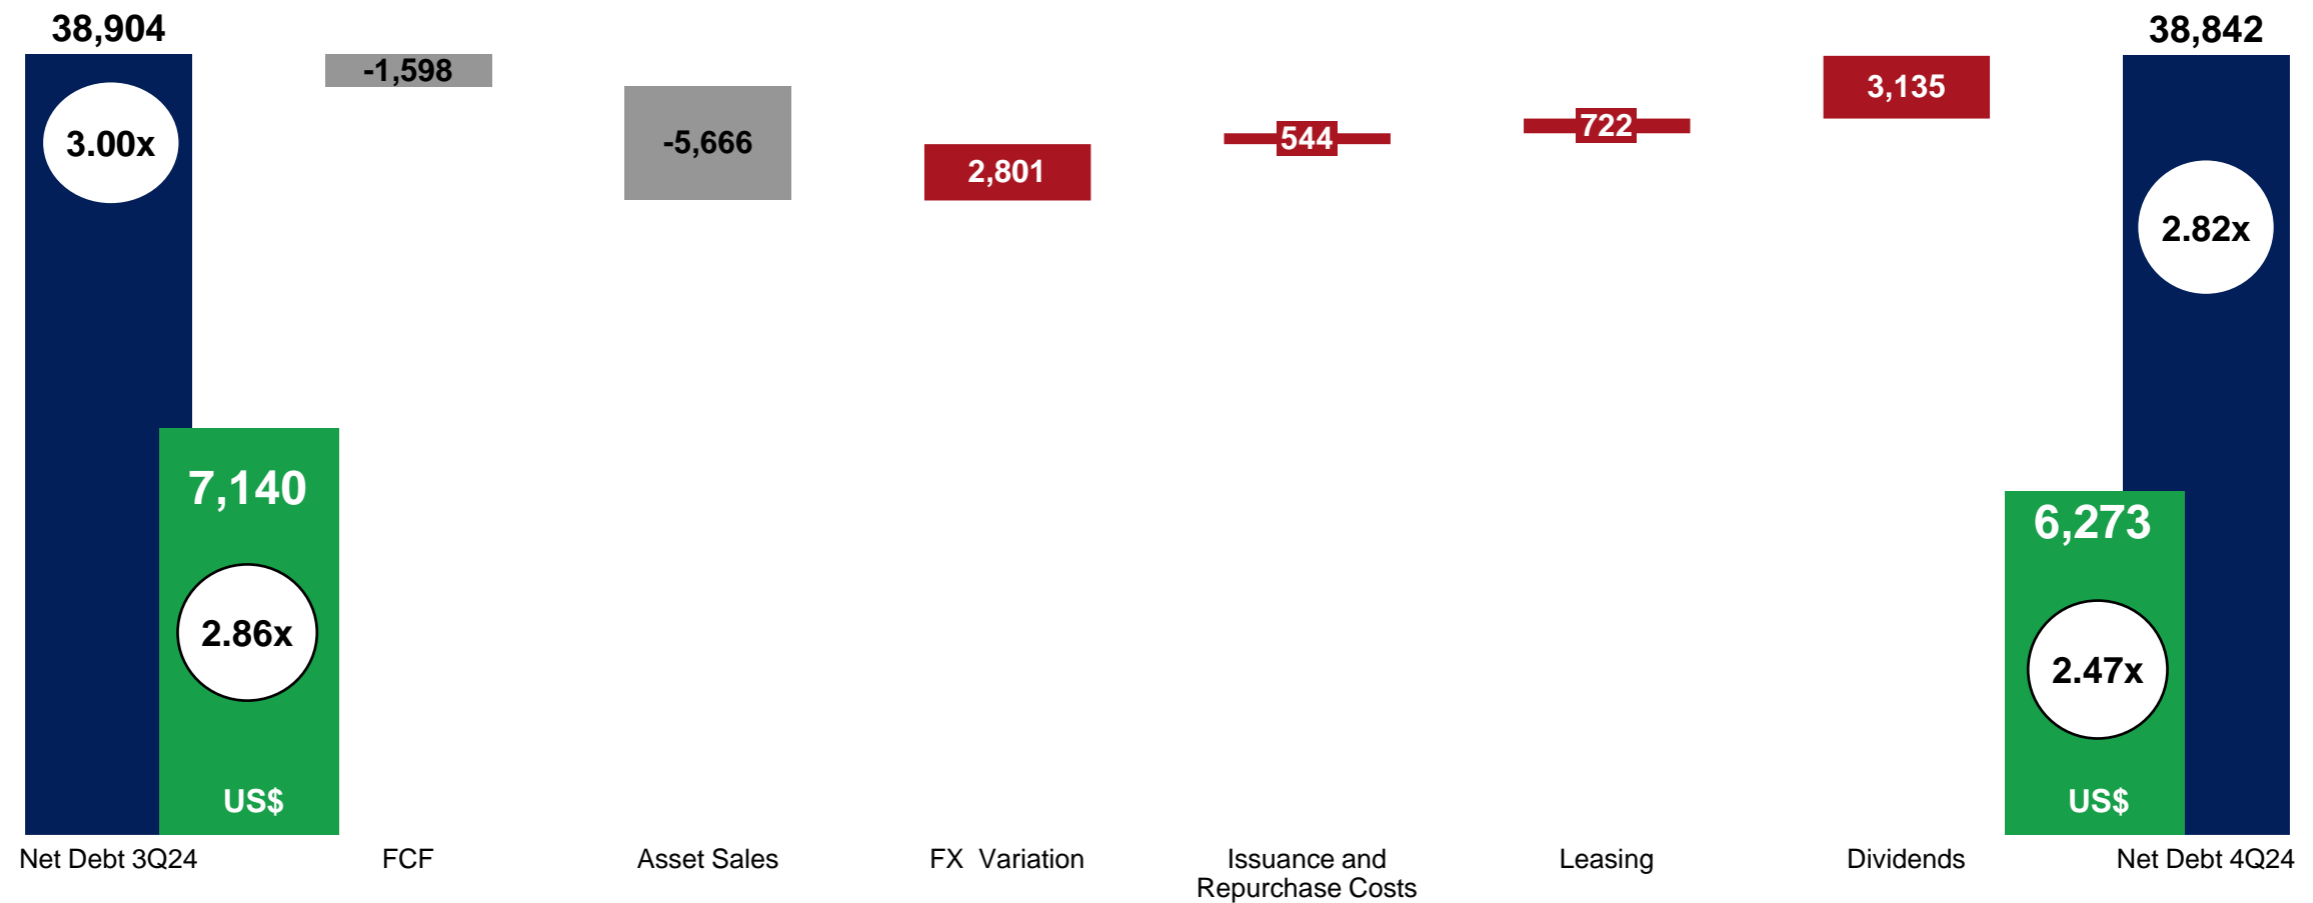 38,904
3.00x
7,140
2.86x
US$
-1,598
-5,666
2,801
544
722
3,135
38,842
2.82x
6,273
2.47x
US$
Net Debt 3Q24
FCF
Asset Sales
FX  Variation
Issuance and
Repurchase Costs
Leasing
Dividends
Net Debt 4Q24